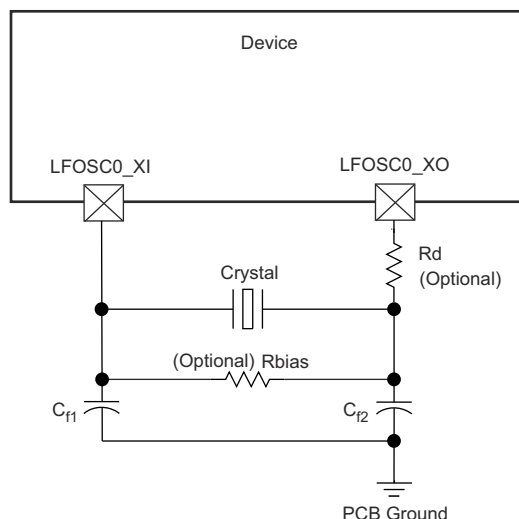 Device
LFOSC0_XI
LFOSC0_XO
Rd
(Optional)
Crystal
(Optional) Rbias
Cf1
Cf2
PCB Ground